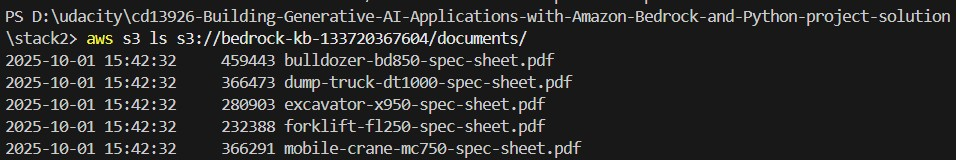 PS D:\udacity\cd13926-Building-Generative-AI-Applications-with-Amazon-Bedrock-and-Python-project-solution
\stack2> aws s3 ls s3://bedrock-kb-133720367604/documents/
2025-10-01 15:42:32     459443 bulldozer-bd850-spec-sheet.pdf
2025-10-01 15:42:32     366473 dump-truck-dt1000-spec-sheet.pdf
2025-10-01 15:42:32     280903 excavator-x950-spec-sheet.pdf
2025-10-01 15:42:32     232388 forklift-fl250-spec-sheet.pdf
2025-10-01 15:42:32     366291 mobile-crane-mc750-spec-sheet.pdf